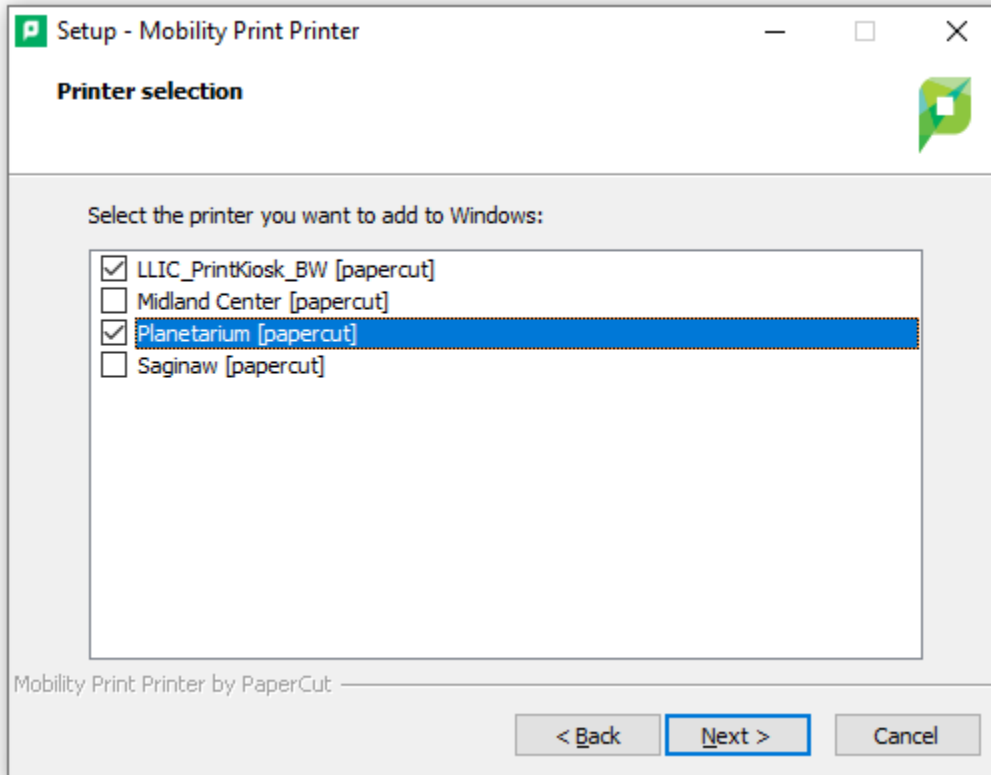 Setup - Mobility Print Printer
Printer selection
Select the printer you want to add to Windows:
LLIC_PrintKiosk_BW [papercut]
Midland Center [papercut]
Planetarium [papercut]
Saginaw [papercut]
Mobility Print Printer by PaperCut
< Back Next > Cancel